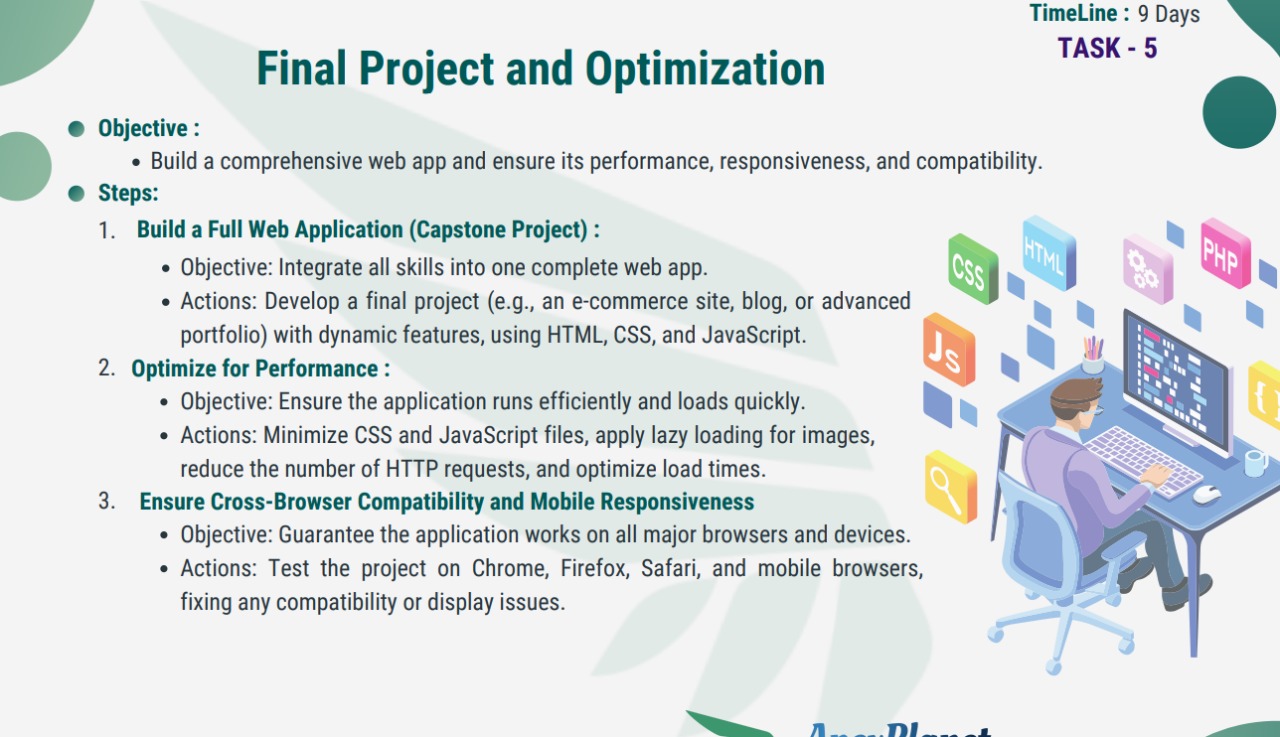 TimeLine : 9 Days
TASK - 5
Final Project and Optimization
Objective :
Build a comprehensive web app and ensure its performance, responsiveness, and compatibility.
Steps:
1. Build a Full Web Application (Capstone Project) :
Objective: Integrate all skills into one complete web app.
Actions: Develop a final project (e.g., an e-commerce site, blog, or advanced
portfolio) with dynamic features, using HTML, CSS, and JavaScript.
2. Optimize for Performance :
Objective: Ensure the application runs efficiently and loads quickly.
Actions: Minimize CSS and JavaScript files, apply lazy loading for images,
reduce the number of HTTP requests, and optimize load times.
3. Ensure Cross-Browser Compatibility and Mobile Responsiveness
Objective: Guarantee the application works on all major browsers and devices.
Actions: Test the project on Chrome, Firefox, Safari, and mobile browsers,
fixing any compatibility or display issues.
CSS
HTML
PHP
Js
{ }